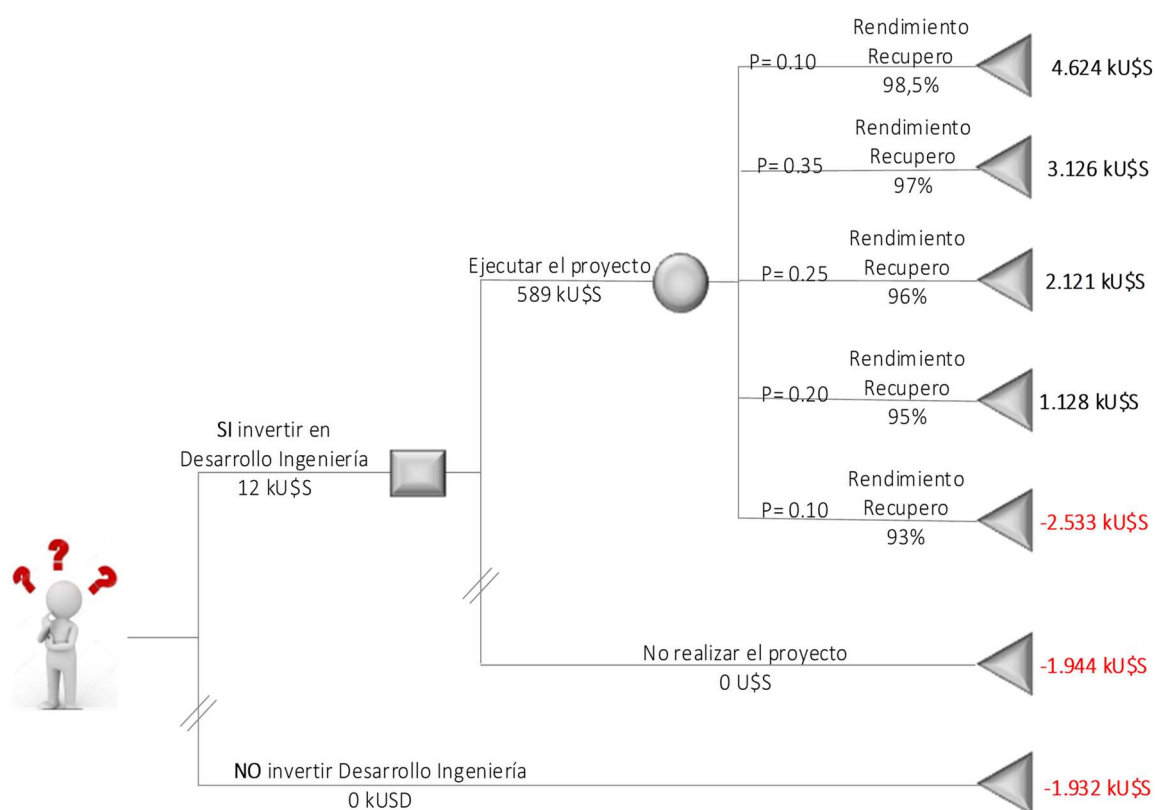 Rendimiento
Recupero
P= 0.10
98,5%
4.624 kU$S
Rendimiento
Recupero
P= 0.35
97%
3.126 kU$S
Rendimiento
Recupero
P= 0.25
96%
2.121 kU$S
Ejecutar el proyecto
589 kU$S
Rendimiento
Recupero
P= 0.20
95%
1.128 kU$S
SI invertir en
Desarrollo Ingeniería
12 kU$S
Rendimiento
Recupero
P= 0.10
93%
-2.533 kU$S
? ? ?
No realizar el proyecto
0 U$S
-1.944 kU$S
NO invertir Desarrollo Ingeniería
0 kUSD
-1.932 kU$S